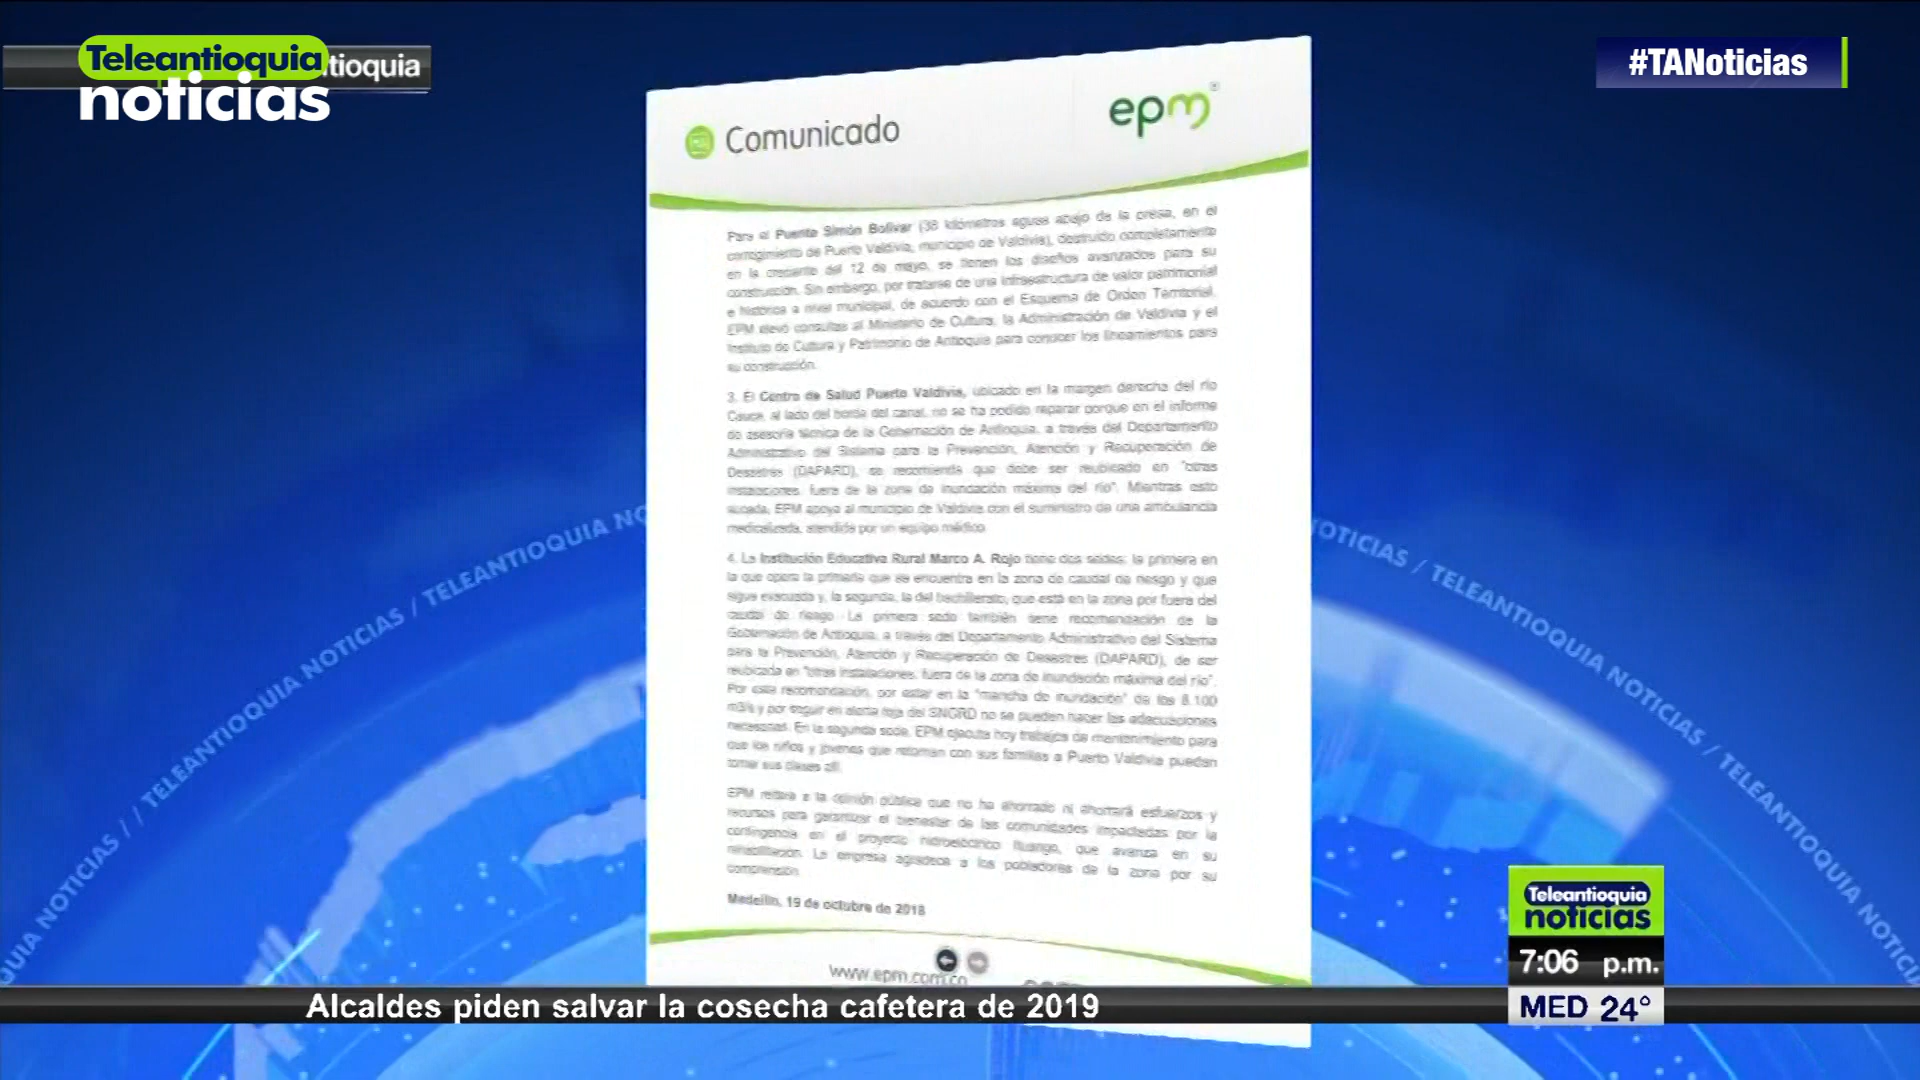 Teleantioquia
noticias
tioquia
#TANoticias
Comunicado
epm
Para el Puente Simón Bolívar (38 kilómetros aguas abajo de la presa, en el
corregimiento de Puerto Valdivia, municipio de Valdivia), destruido completamente
en la creciente del 12 de mayo, se tienen los diseños avanzados para su
construcción. Sin embargo, por tratarse de una infraestructura de valor patrimonial
e histórica a nivel municipal, de acuerdo con el Esquema de Orden Territorial,
EPM elevó consultas al Ministerio de Cultura, la Administración de Valdivia y el
Instituto de Cultura y Patrimonio de Antioquia para conocer los lineamientos para
su construcción.
3. El Centro de Salud Puerto Valdivia, ubicado en la margen derecha del río
Cauca, al lado del borde del canal, no se ha podido reparar porque en el informe
de asesoría técnica de la Gobernación de Antioquia, a través del Departamento
Administrativo del Sistema para la Prevención, Atención y Recuperación de
Desastres (DAPARD), se recomienda que debe ser reubicado en "otras
instalaciones, fuera de la zona de inundación máxima del río". Mientras esto
sucede, EPM apoya al municipio de Valdivia con el suministro de una ambulancia
medicalizada, atendida por un equipo médico.
4. La Institución Educativa Rural Marco A. Rojo tiene dos sedes: la primera en
la que opera la primaria que se encuentra en la zona de caudal de riesgo y que
sigue evacuada y, la segunda, la del bachillerato, que está en la zona por fuera del
caudal de riesgo. La primera sede también tiene recomendación de la
Gobernación de Antioquia, a través del Departamento Administrativo del Sistema
para la Prevención, Atención y Recuperación de Desastres (DAPARD), de ser
reubicada en "otras instalaciones, fuera de la zona de inundación máxima del río".
Por esta recomendación, por estar en la "mancha de inundación" de los 8.100
m3/s y por seguir en alerta roja del SNGRD no se pueden hacer las adecuaciones
necesarias. En la segunda sede, EPM ejecuta hoy trabajos de mantenimiento para
que los niños y jóvenes que retornan con sus familias a Puerto Valdivia puedan
tomar sus clases allí.
EPM reitera a la opinión pública que no ha ahorrado ni ahorrará esfuerzos y
recursos para garantizar el bienestar de las comunidades impactadas por la
contingencia en el proyecto hidroeléctrico Ituango, que avanza en su
rehabilitación. La empresa agradece a los pobladores de la zona por su
comprensión.
Medellín, 19 de octubre de 2018
www.epm.com.co
QUIA NOTICIAS / / TELEANTIOQUIA NOTICIAS / TELEANTIOQUIA NO
OTICIAS / TELEANTIOQUIA NOTICIAS / TELEANTIOQUIA NOTICIAS
Teleantioquia
noticias
7:06 p.m.
MED 24°
Alcaldes piden salvar la cosecha cafetera de 2019